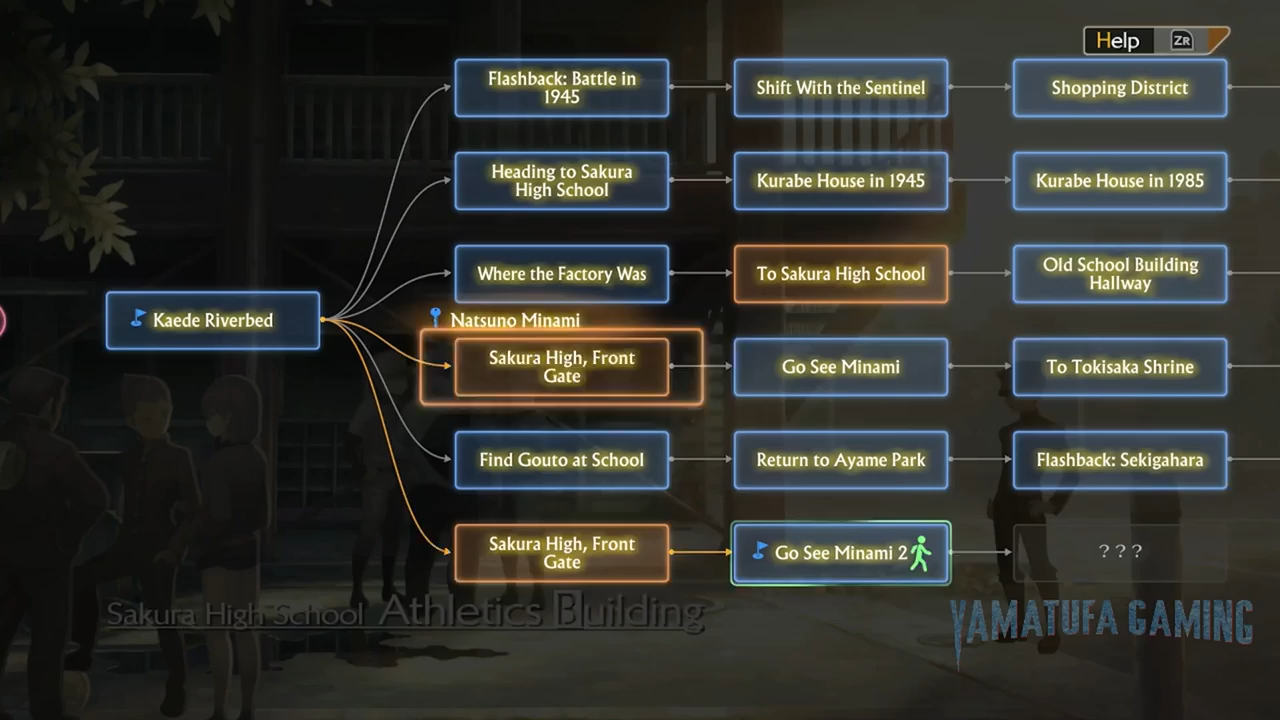 Help ZR
Flashback: Battle in
1945
Shift With the Sentinel
Shopping District
Heading to Sakura
High School
Kurabe House in 1945
Kurabe House in 1985
Where the Factory Was
To Sakura High School
Old School Building
Hallway
Kaede Riverbed
Natsuno Minami
Sakura High, Front
Gate
Go See Minami
To Tokisaka Shrine
Find Gouto at School
Return to Ayame Park
Flashback: Sekigahara
Sakura High, Front
Gate
Go See Minami 2
???
Sakura High School Athletics Building
YAMATUFA GAMING